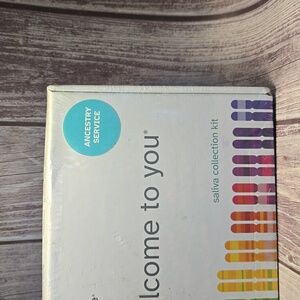 ANCESTRY
SERVICE
lcome to you®
saliva collection kit